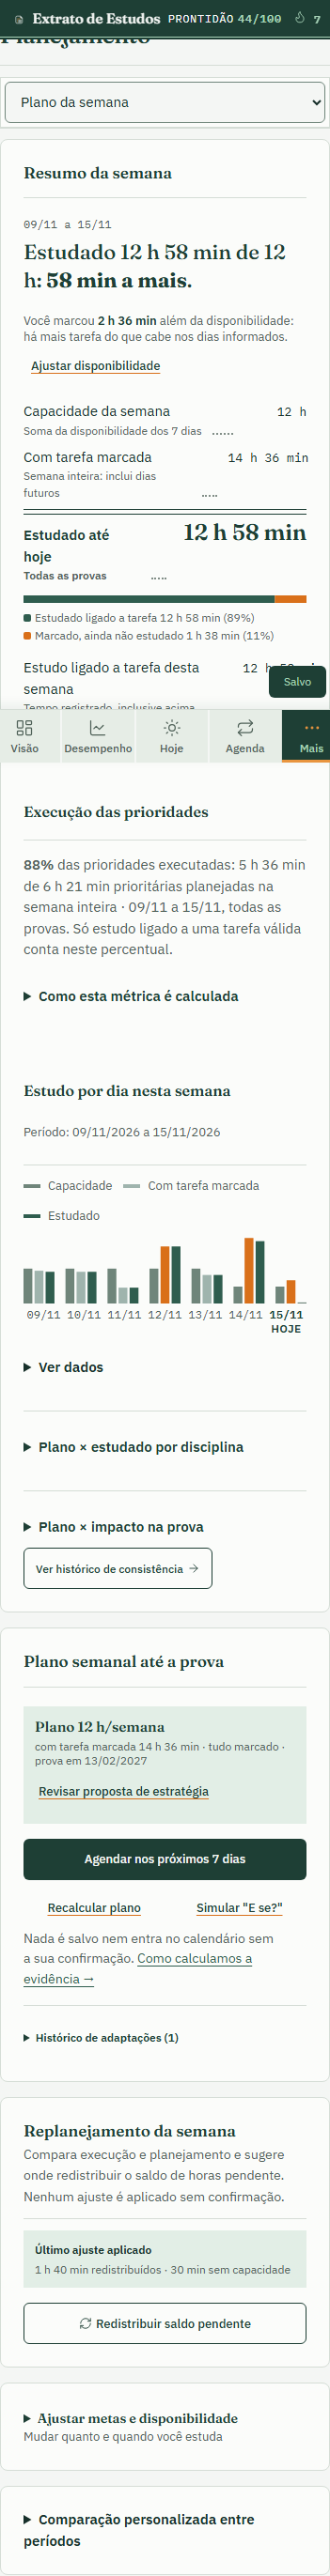 Extrato de Estudos PRONTIDÃO 44/100 7
Planejamento
Plano da semana
Resumo da semana
09/11 a 15/11
Estudado 12 h 58 min de 12
h: 58 min a mais.
Você marcou 2 h 36 min além da disponibilidade:
há mais tarefa do que cabe nos dias informados.
Ajustar disponibilidade
Capacidade da semana 12 h
Soma da disponibilidade dos 7 dias ......
Com tarefa marcada 14 h 36 min
Semana inteira: inclui dias
futuros .....
Estudado até 12 h 58 min
hoje
Todas as provas .....
Estudado ligado a tarefa 12 h 58 min (89%)
Marcado, ainda não estudado 1 h 38 min (11%)
Estudo ligado a tarefa desta 12 h 58 min
semana
Salvo
Tempo registrado, inclusive acima
Visão
Desempenho
Hoje
Agenda
Mais
Execução das prioridades
88% das prioridades executadas: 5 h 36 min
de 6 h 21 min prioritárias planejadas na
semana inteira · 09/11 a 15/11, todas as
provas. Só estudo ligado a uma tarefa válida
conta neste percentual.
Como esta métrica é calculada
Estudo por dia nesta semana
Período: 09/11/2026 a 15/11/2026
Capacidade Com tarefa marcada
Estudado
09/11 10/11 11/11 12/11 13/11 14/11 15/11
HOJE
Ver dados
Plano × estudado por disciplina
Plano × impacto na prova
Ver histórico de consistência →
Plano semanal até a prova
Plano 12 h/semana
com tarefa marcada 14 h 36 min · tudo marcado ·
prova em 13/02/2027
Revisar proposta de estratégia
Agendar nos próximos 7 dias
Recalcular plano Simular "E se?"
Nada é salvo nem entra no calendário sem
a sua confirmação. Como calculamos a
evidência →
Histórico de adaptações (1)
Replanejamento da semana
Compara execução e planejamento e sugere
onde redistribuir o saldo de horas pendente.
Nenhum ajuste é aplicado sem confirmação.
Último ajuste aplicado
1 h 40 min redistribuídos · 30 min sem capacidade
Redistribuir saldo pendente
Ajustar metas e disponibilidade
Mudar quanto e quando você estuda
Comparação personalizada entre
períodos